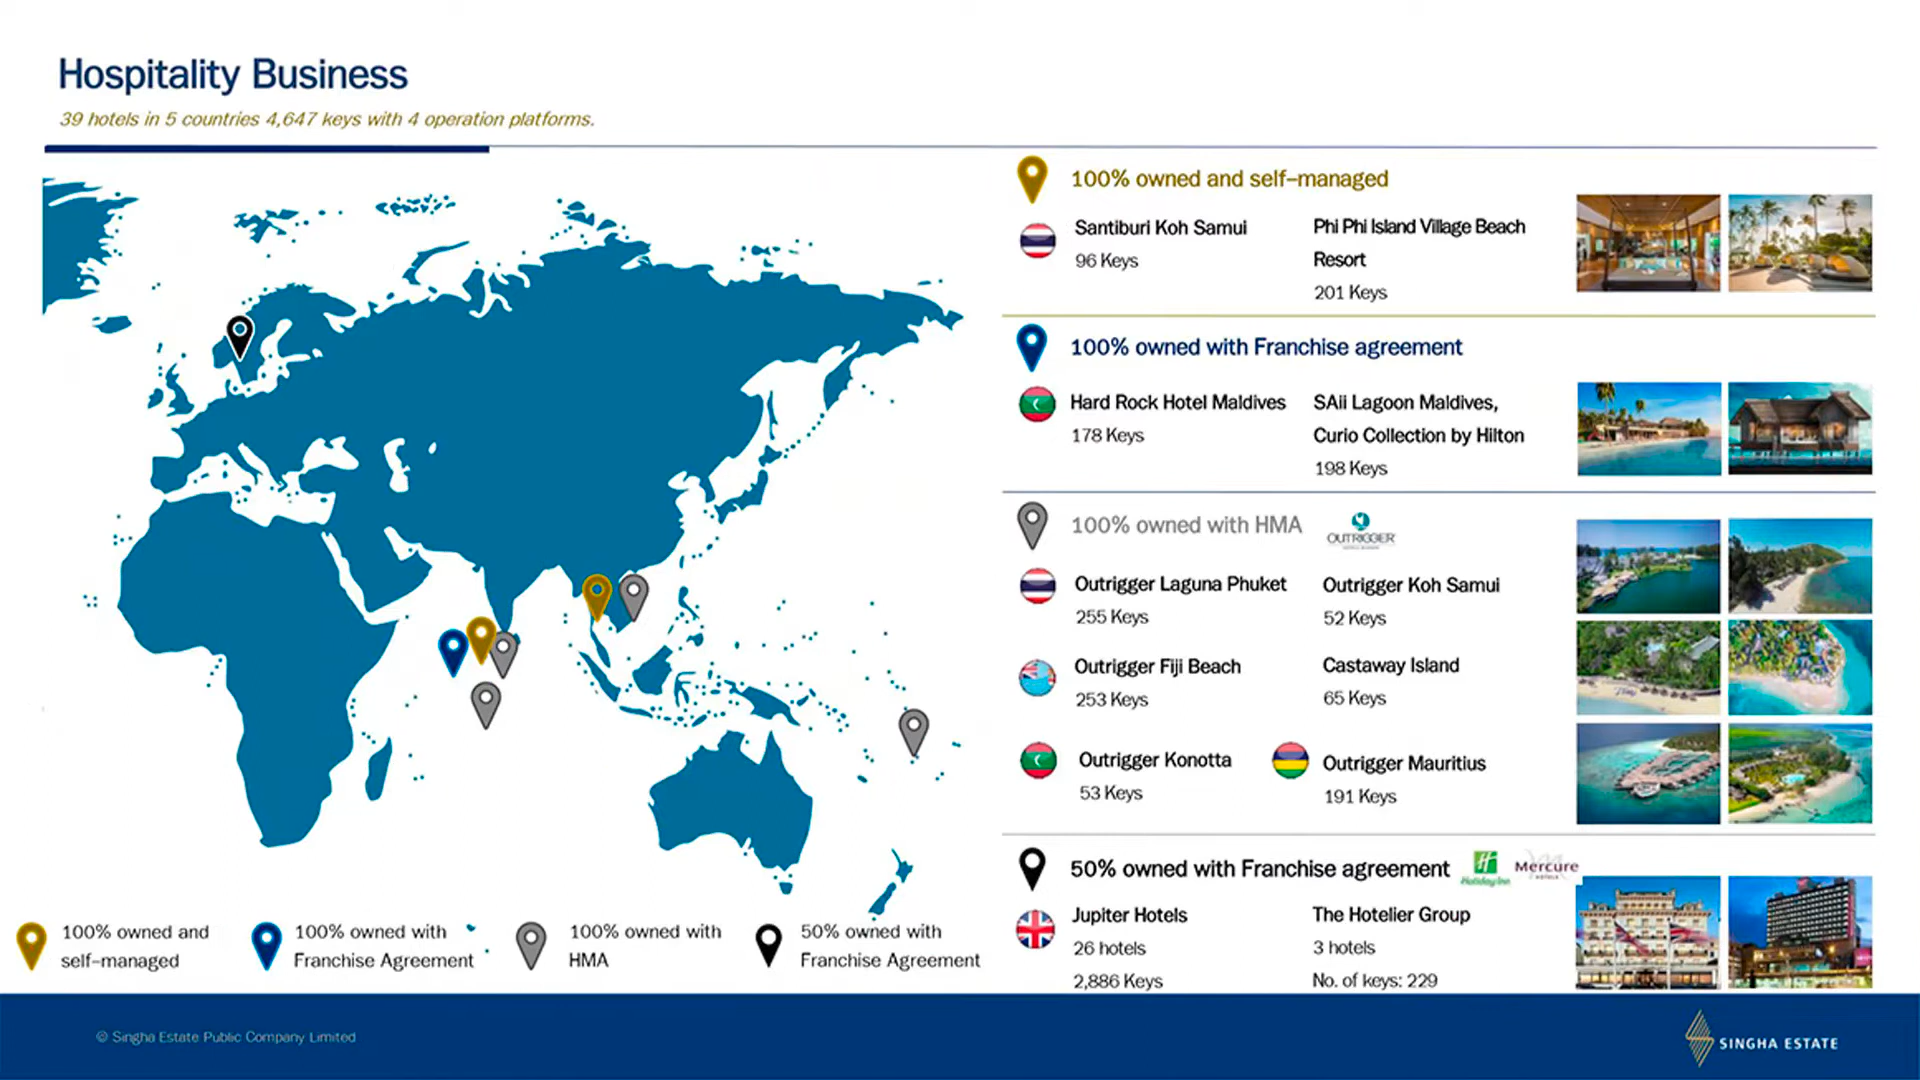 Hospitality Business
39 hotels in 5 countries 4,647 keys with 4 operation platforms.
100% owned and self-managed
Santiburi Koh Samui
96 Keys
Phi Phi Island Village Beach
Resort
201 Keys
100% owned with Franchise agreement
Hard Rock Hotel Maldives
178 Keys
SAii Lagoon Maldives,
Curio Collection by Hilton
198 Keys
100% owned with HMA
OUTRIGGER
Outrigger Laguna Phuket
255 Keys
Outrigger Koh Samui
52 Keys
Outrigger Fiji Beach
253 Keys
Castaway Island
65 Keys
Outrigger Konotta
53 Keys
Outrigger Mauritius
191 Keys
50% owned with Franchise agreement
Holiday Inn
Mercure
HOTELS
Jupiter Hotels
26 hotels
2,886 Keys
The Hotelier Group
3 hotels
No. of keys: 229
100% owned and
self-managed
100% owned with
Franchise Agreement
100% owned with
HMA
50% owned with
Franchise Agreement
© Singha Estate Public Company Limited
SINGHA ESTATE